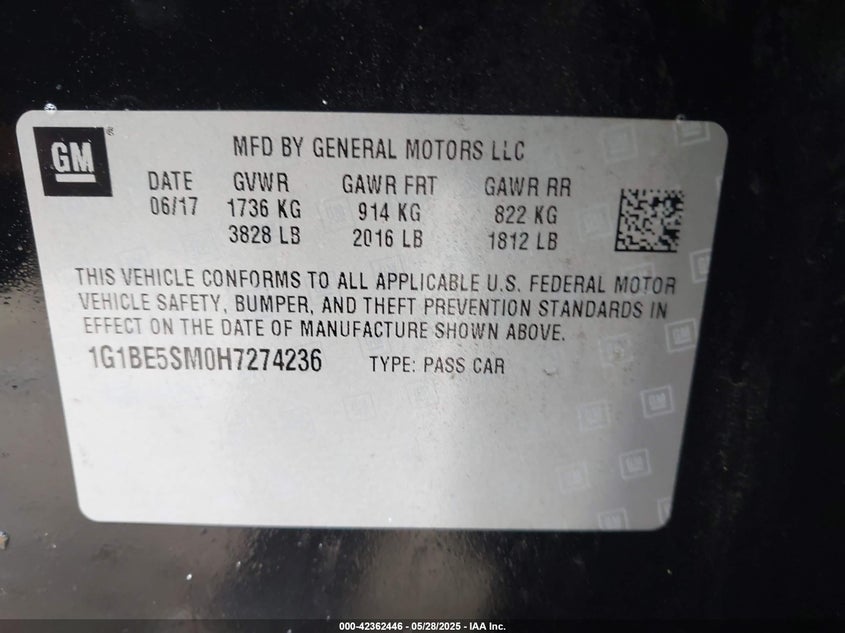 GM
MFD BY GENERAL MOTORS LLC
DATE GVWR GAWR FRT GAWR RR
06/17 1736 KG 914 KG 822 KG
3828 LB 2016 LB 1812 LB
THIS VEHICLE CONFORMS TO ALL APPLICABLE U.S. FEDERAL MOTOR
VEHICLE SAFETY, BUMPER, AND THEFT PREVENTION STANDARDS IN
EFFECT ON THE DATE OF MANUFACTURE SHOWN ABOVE.
1G1BE5SM0H7274236 TYPE: PASS CAR
000-42362446 - 05/28/2025 - IAA Inc.